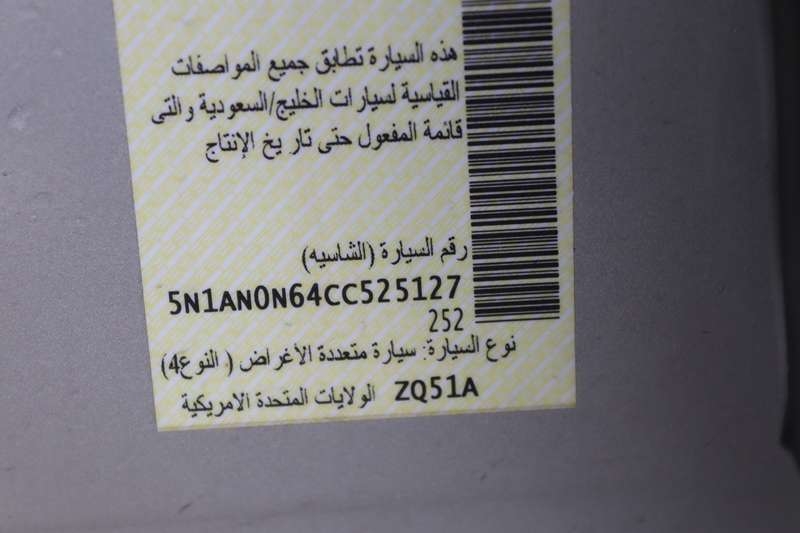 هذه السيارة تطابق جميع المواصفات
القياسية لسيارات الخليج/السعودية والتى
قائمة المفعول حتى تاريخ الإنتاج
رقم السيارة (الشاسيه)
5N1AN0N64CC525127
252
نوع السيارة: سيارة متعددة الأغراض ( النوع4)
ZQ51A الولايات المتحدة الامريكية